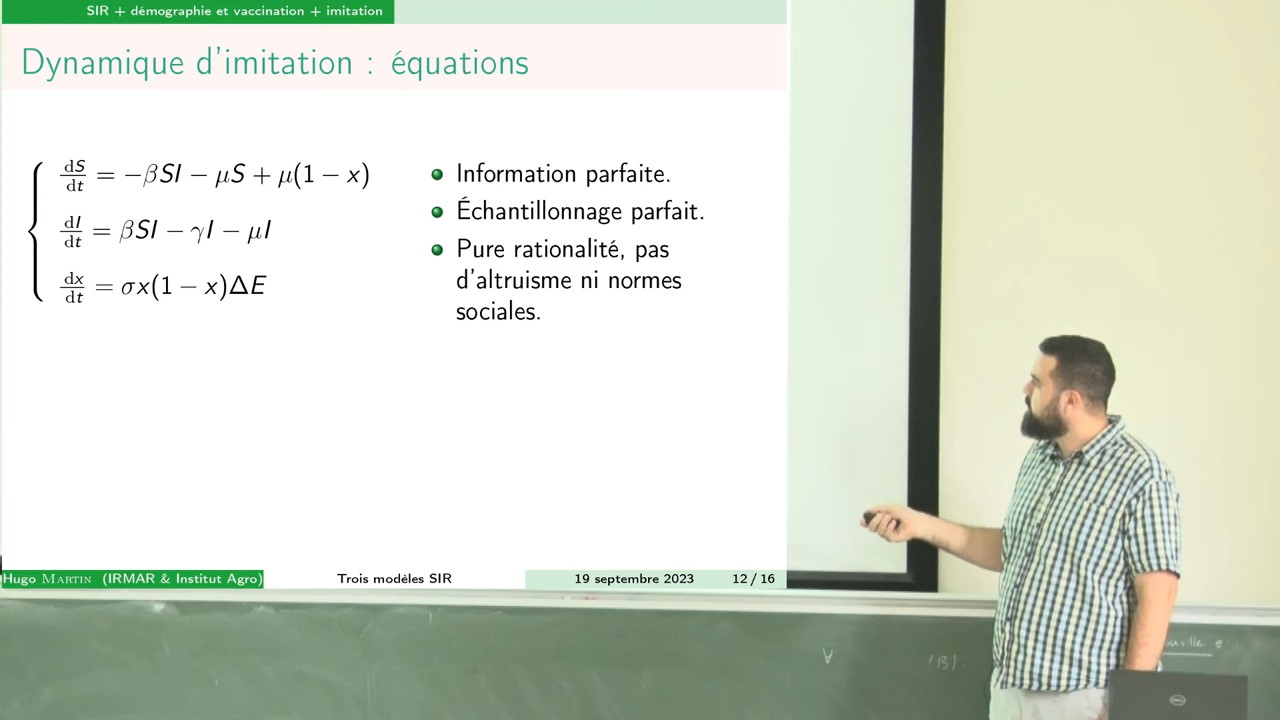 SIR + démographie et vaccination + imitation
Dynamique d'imitation : équations
dS/dt = −βSI − μS + μ(1 − x)
dI/dt = βSI − γI − μI
dx/dt = σx(1 − x)ΔE
Information parfaite.
Échantillonnage parfait.
Pure rationalité, pas
d'altruisme ni normes
sociales.
Hugo MARTIN (IRMAR & Institut Agro)
Trois modèles SIR
19 septembre 2023
12 / 16
∀
(B).
DELL